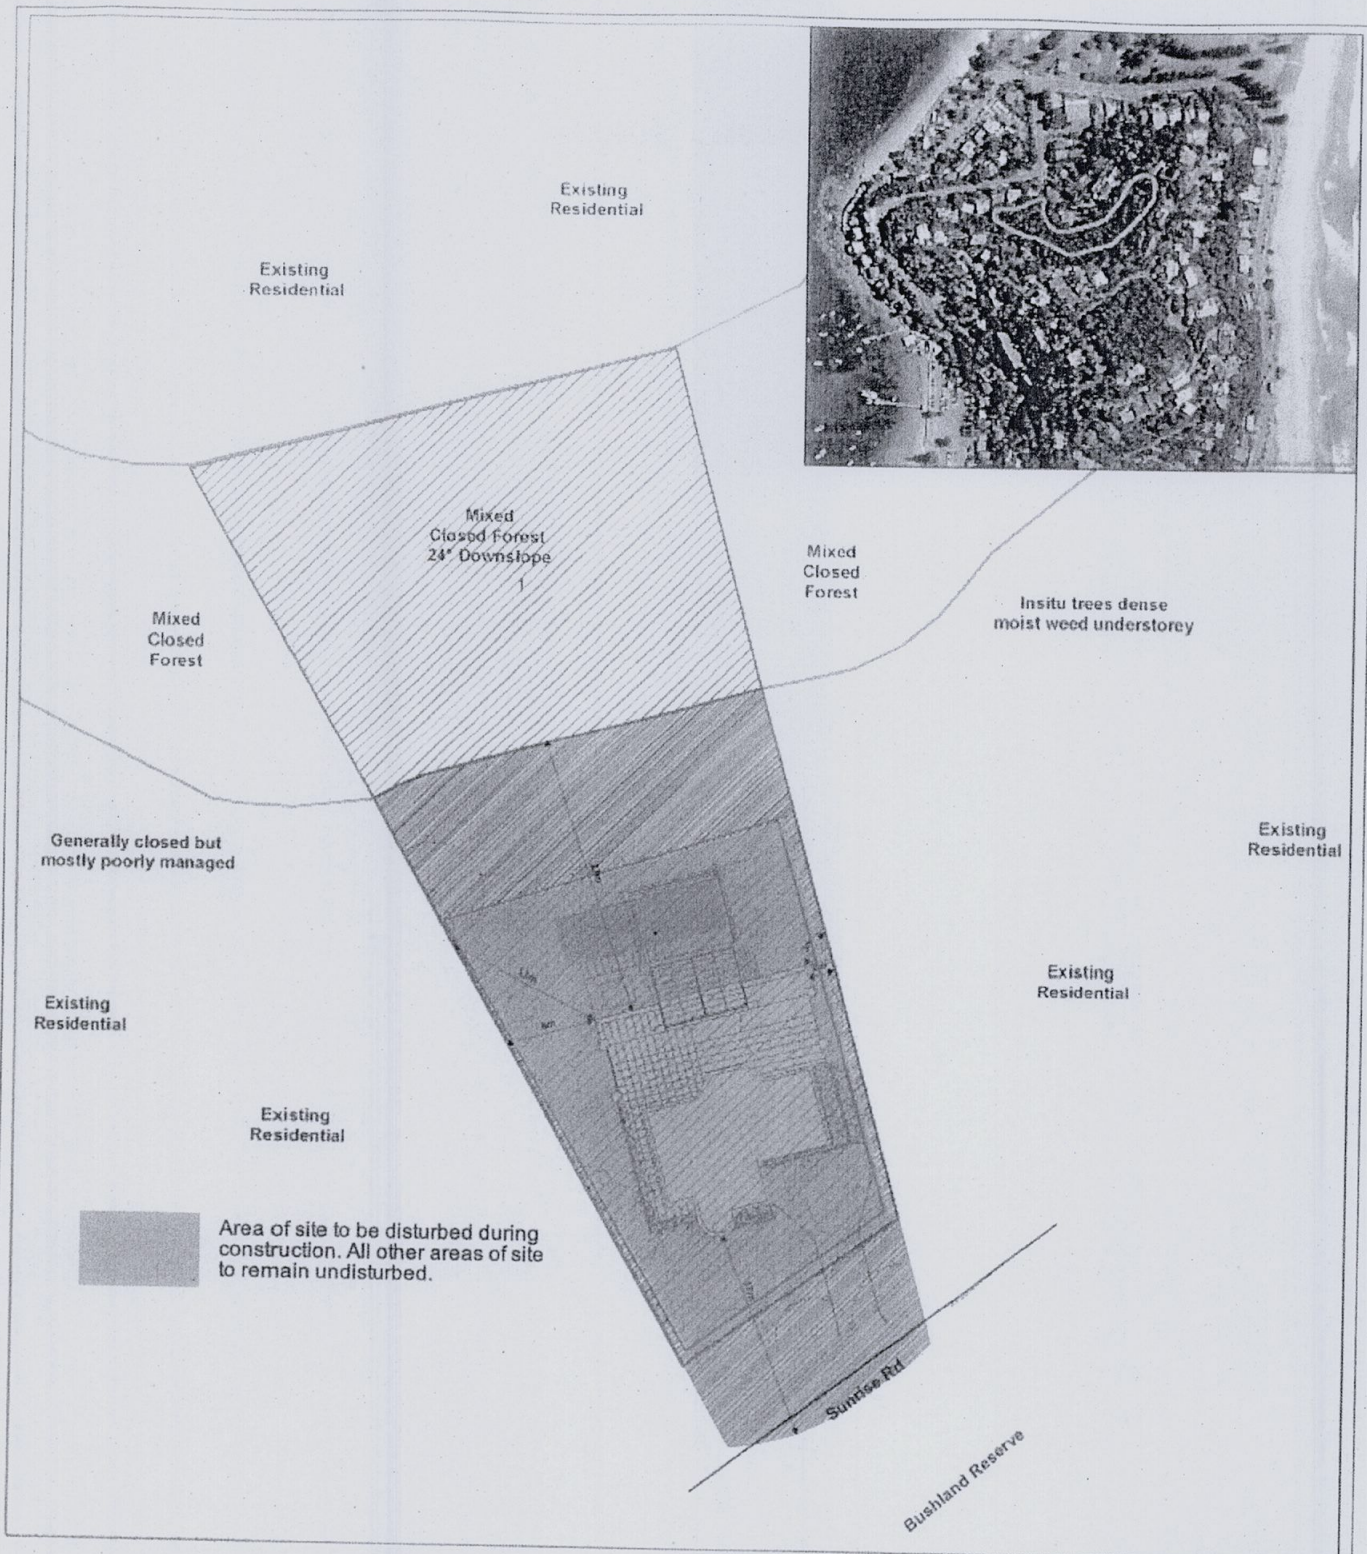 Existing
Residential
Existing
Residential
Mixed
Closed Forest
24° Downslope
1
Mixed
Closed
Forest
Insitu trees dense
moist weed understorey
Mixed
Closed
Forest
Generally closed but
mostly poorly managed
Existing
Residential
Existing
Residential
Existing
Residential
Existing
Residential
Area of site to be disturbed during
construction. All other areas of site
to remain undisturbed.
Sunrise Rd
Bushland Reserve